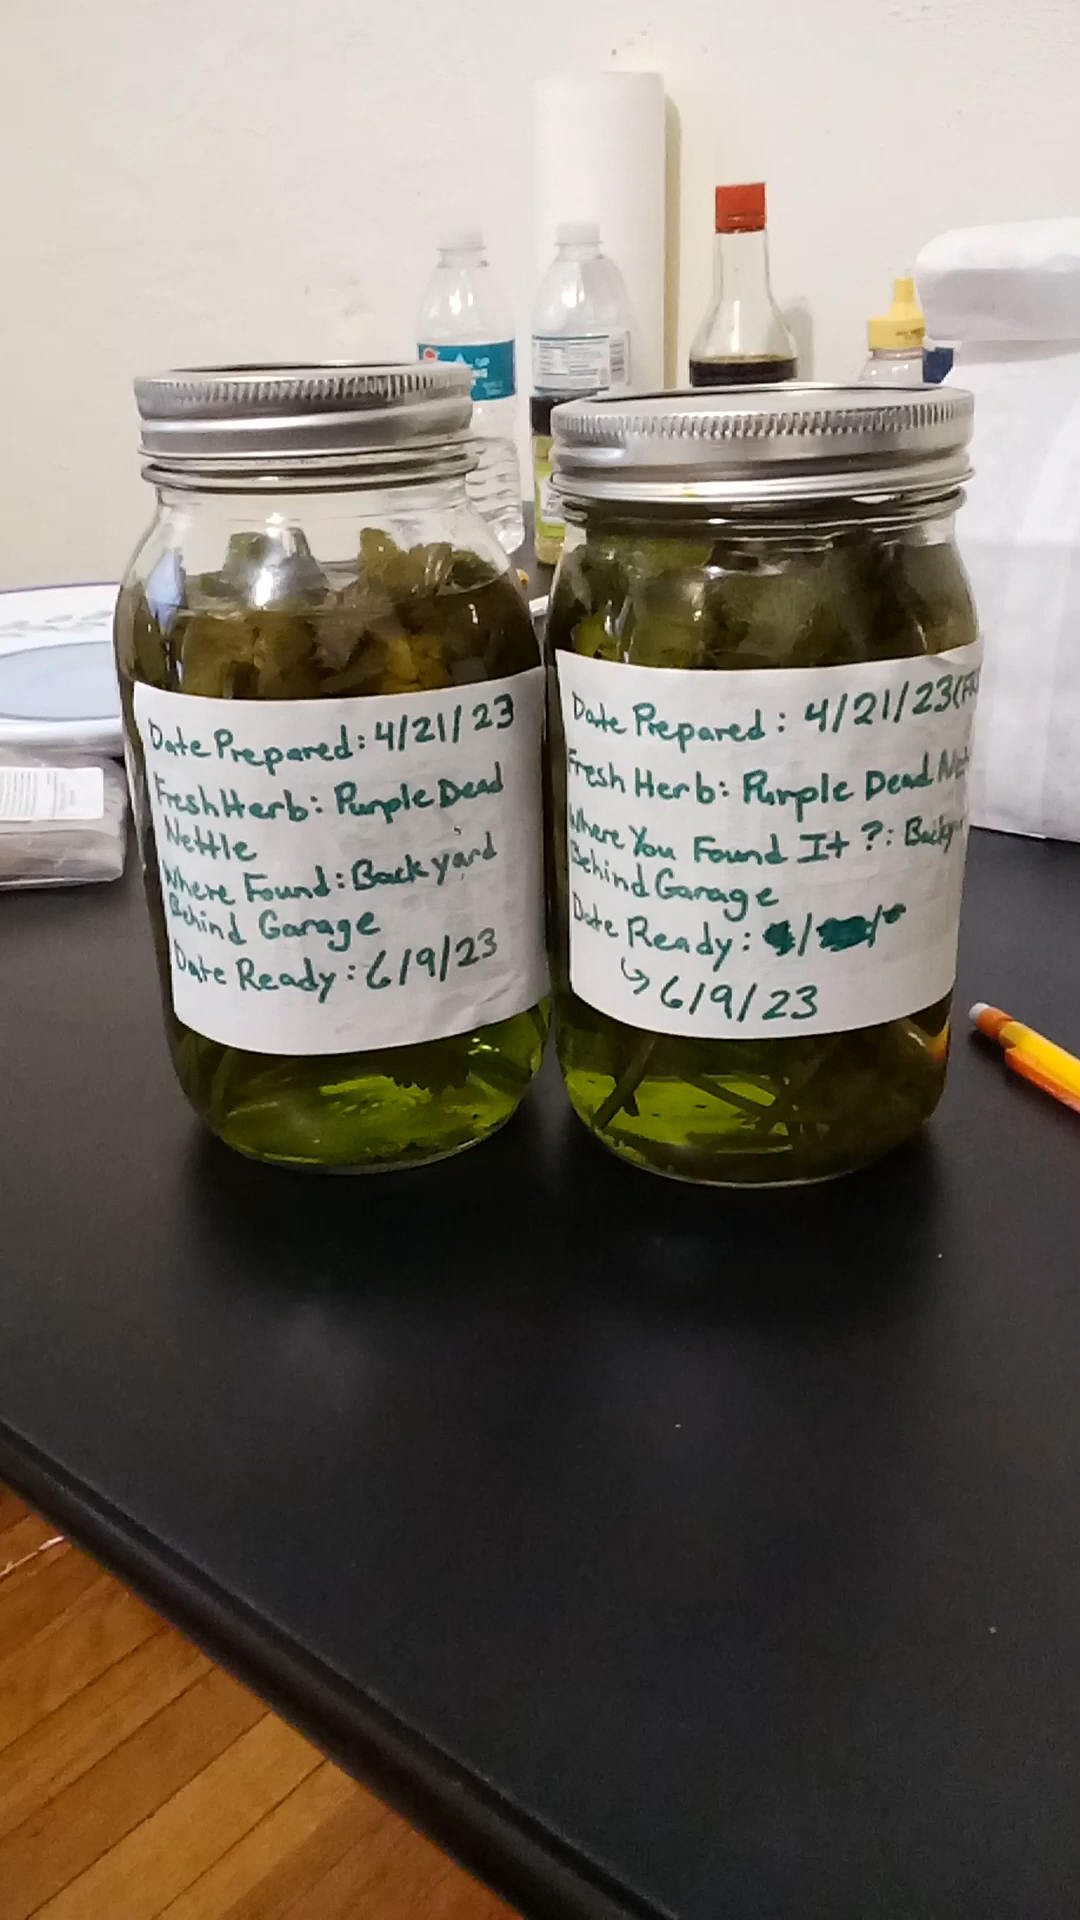 Date Prepared: 4/21/23
Fresh Herb: Purple Dead
Nettle
Where Found: Back yard
Behind Garage
Date Ready: 6/9/23
Date Prepared: 4/21/23
Fresh Herb: Purple Dead
Where You Found It?:
Behind Garage
Date Ready:
↳ 6/9/23